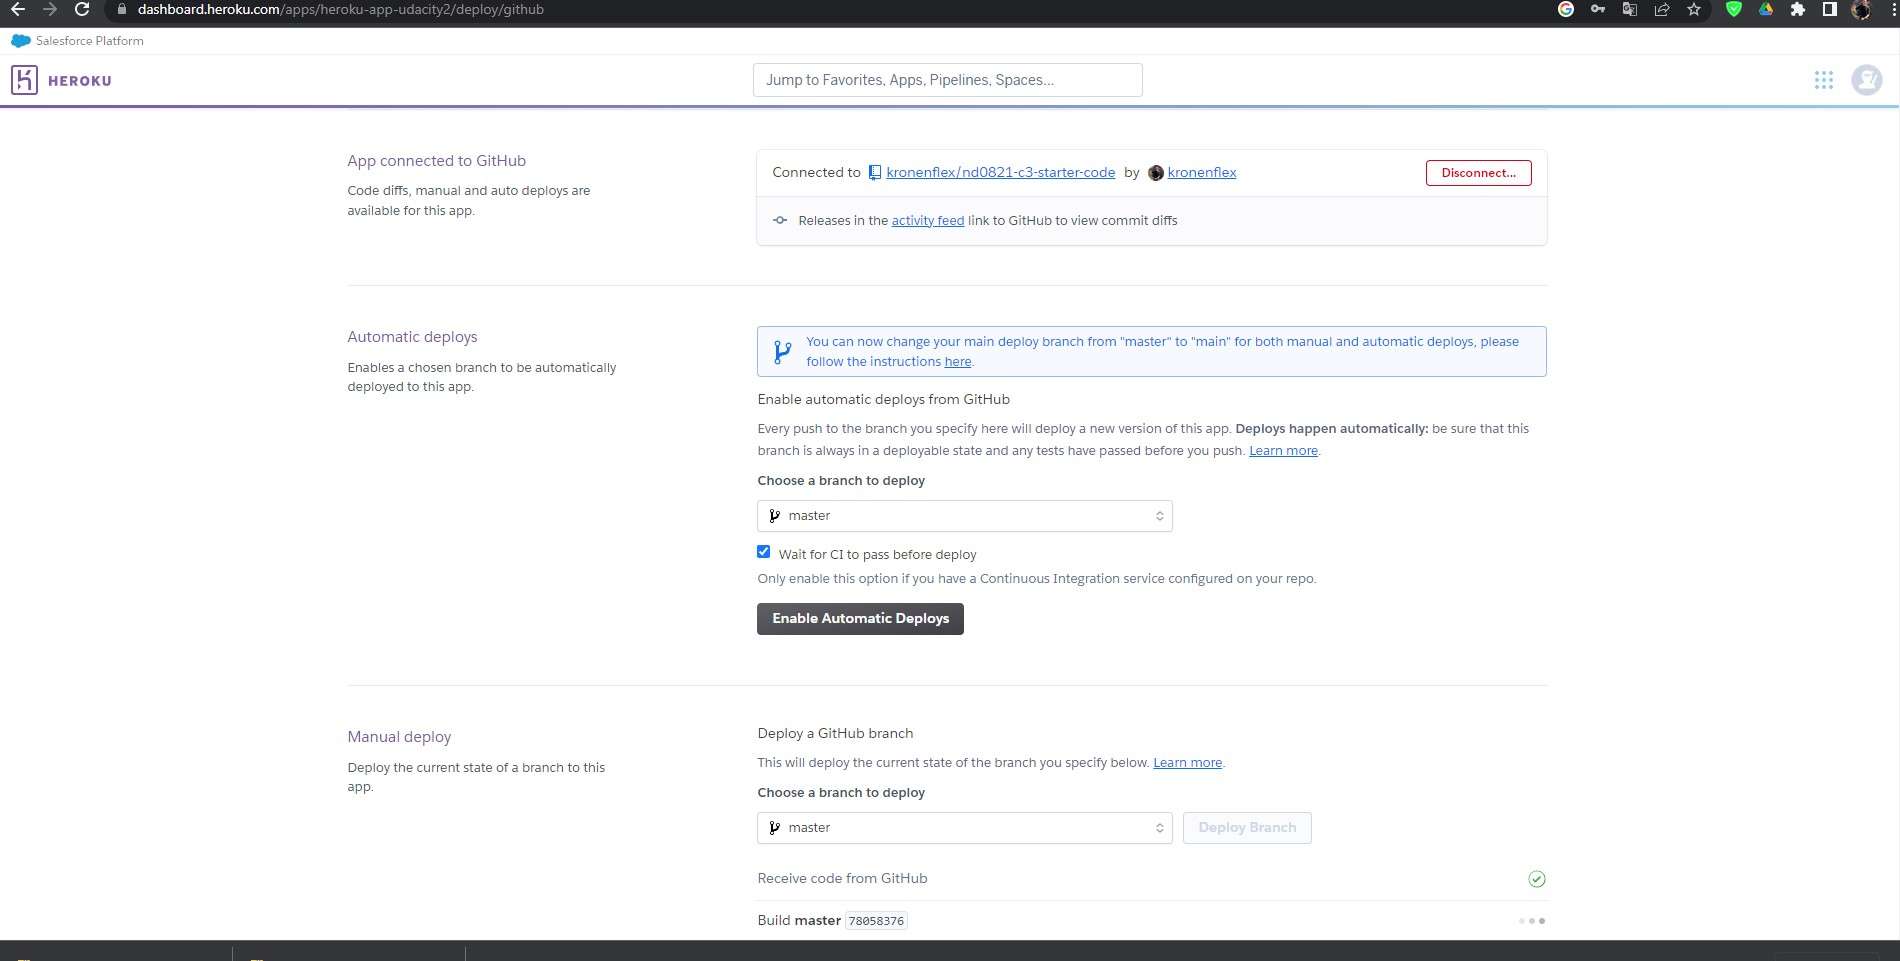 dashboard.heroku.com/apps/heroku-app-udacity2/deploy/github
Salesforce Platform
HEROKU
Jump to Favorites, Apps, Pipelines, Spaces...
App connected to GitHub
Code diffs, manual and auto deploys are
available for this app.
Connected to kronenflex/nd0821-c3-starter-code by kronenflex
Disconnect...
Releases in the activity feed link to GitHub to view commit diffs
Automatic deploys
Enables a chosen branch to be automatically
deployed to this app.
You can now change your main deploy branch from "master" to "main" for both manual and automatic deploys, please
follow the instructions here.
Enable automatic deploys from GitHub
Every push to the branch you specify here will deploy a new version of this app. Deploys happen automatically: be sure that this
branch is always in a deployable state and any tests have passed before you push. Learn more.
Choose a branch to deploy
master
Wait for CI to pass before deploy
Only enable this option if you have a Continuous Integration service configured on your repo.
Enable Automatic Deploys
Manual deploy
Deploy the current state of a branch to this
app.
Deploy a GitHub branch
This will deploy the current state of the branch you specify below. Learn more.
Choose a branch to deploy
master
Deploy Branch
Receive code from GitHub
Build master 78058376